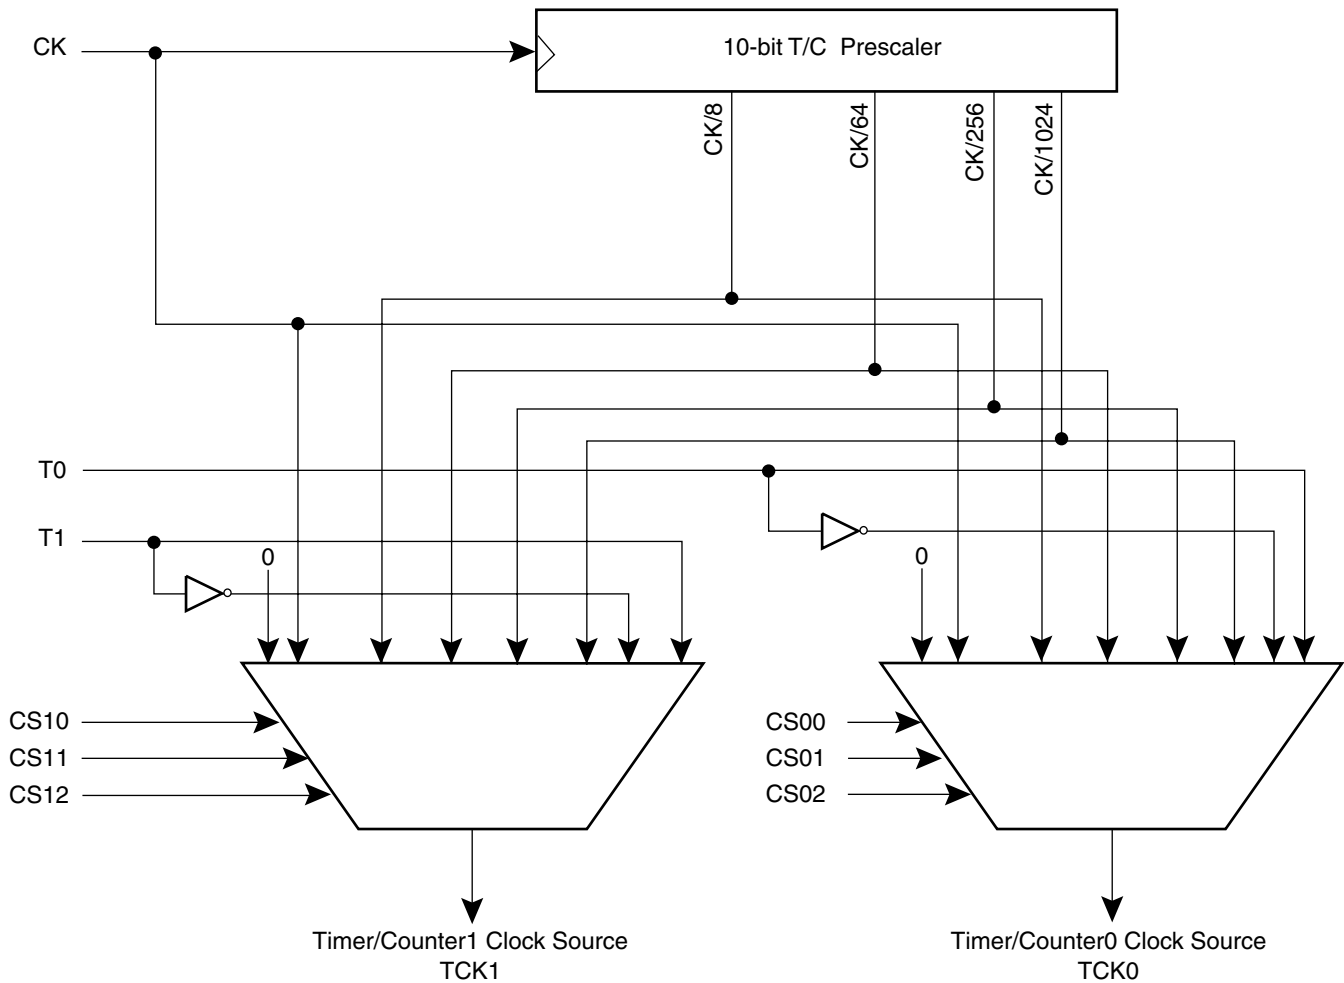 CK
10-bit T/C Prescaler
CK/8
CK/64
CK/256
CK/1024
T0
T1
0
0
CS10
CS11
CS12
CS00
CS01
CS02
Timer/Counter1 Clock Source
TCK1
Timer/Counter0 Clock Source
TCK0